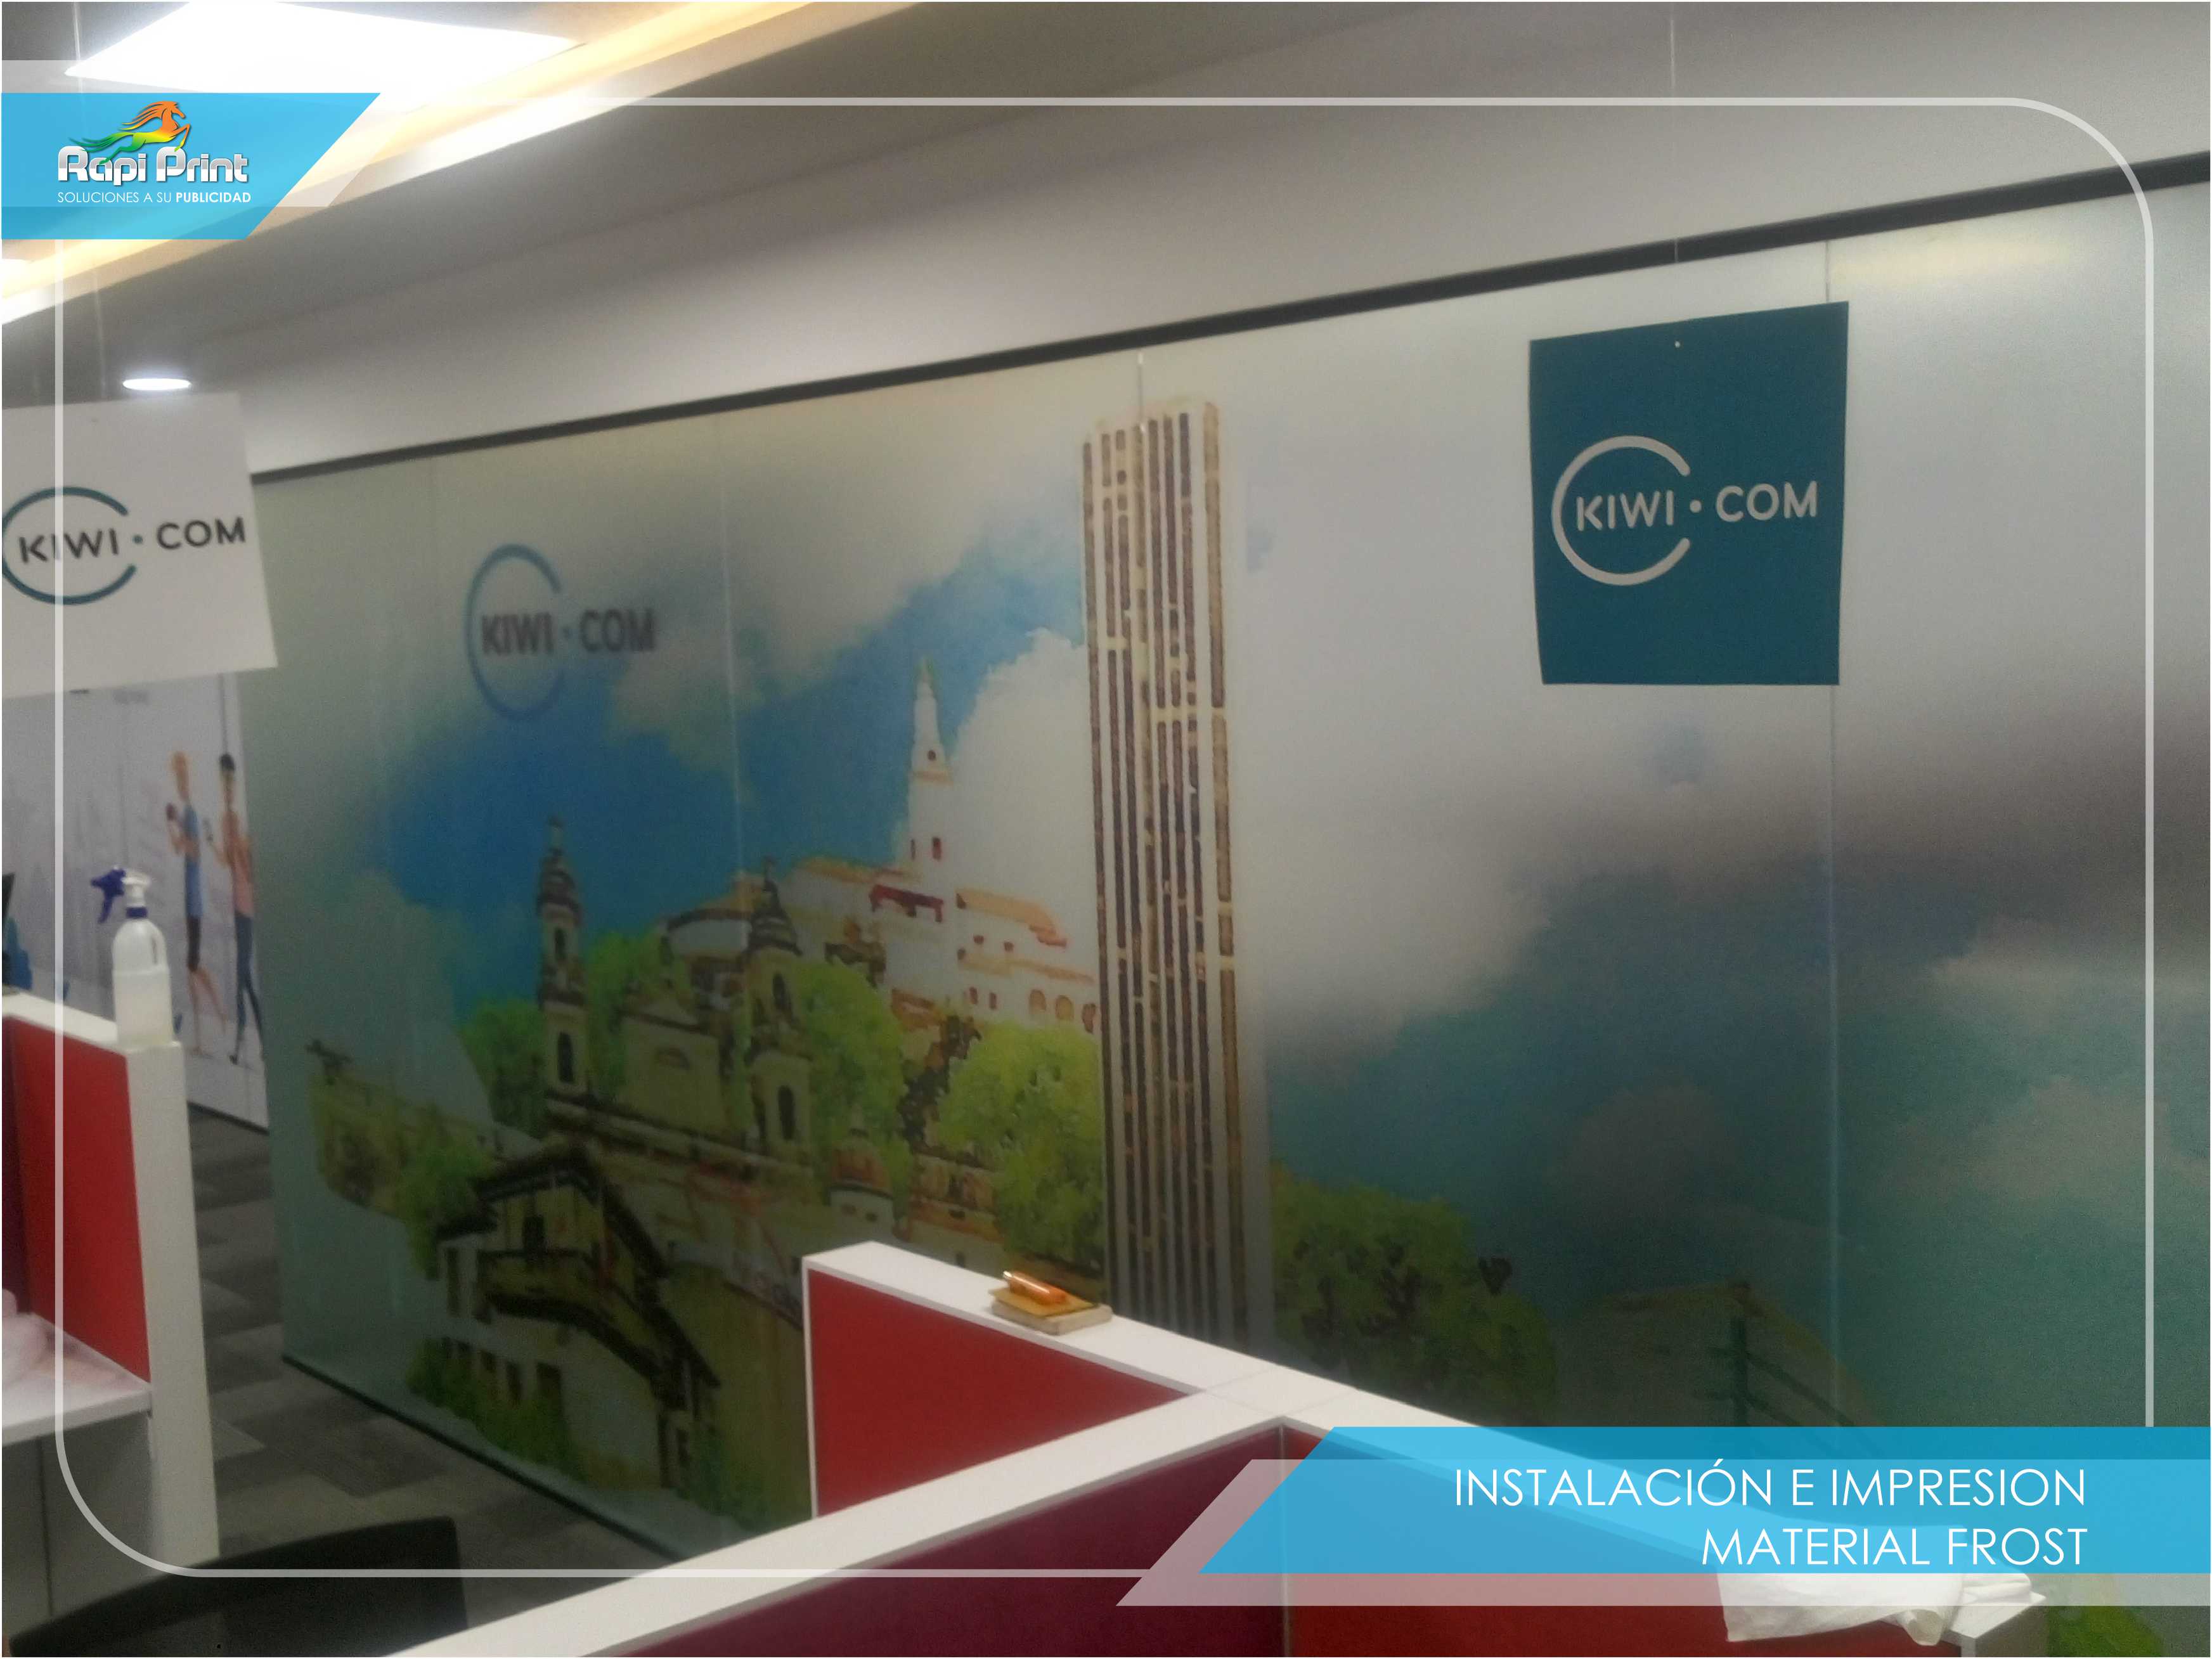 Rapi Print
SOLUCIONES A SU PUBLICIDAD
KIWI·COM
KIWI·COM
KIWI·COM
INSTALACIÓN E IMPRESION
MATERIAL FROST